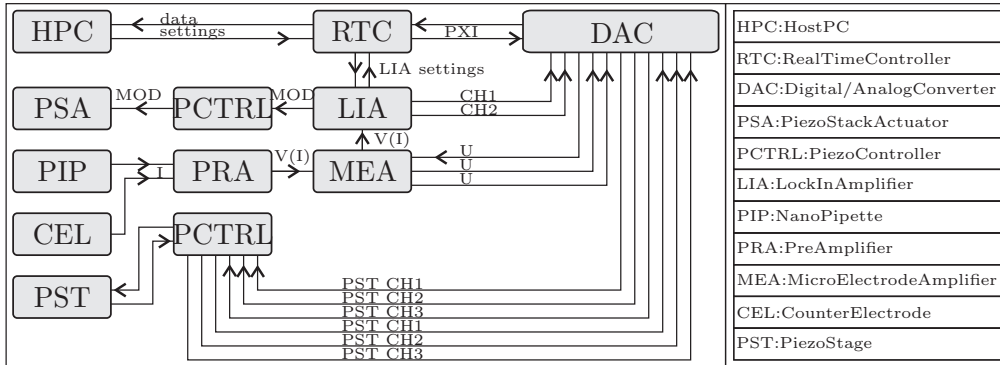 HPC
data
settings
RTC
PXI
DAC
LIA settings
PSA
MOD
PCTRL
MOD
LIA
CH1
CH2
V(I)
PIP
I
PRA
V(I)
MEA
U
U
U
CEL
PCTRL
PST
PST CH1
PST CH2
PST CH3
PST CH1
PST CH2
PST CH3
HPC:HostPC
RTC:RealTimeController
DAC:Digital/AnalogConverter
PSA:PiezoStackActuator
PCTRL:PiezoController
LIA:LockInAmplifier
PIP:NanoPipette
PRA:PreAmplifier
MEA:MicroElectrodeAmplifier
CEL:CounterElectrode
PST:PiezoStage